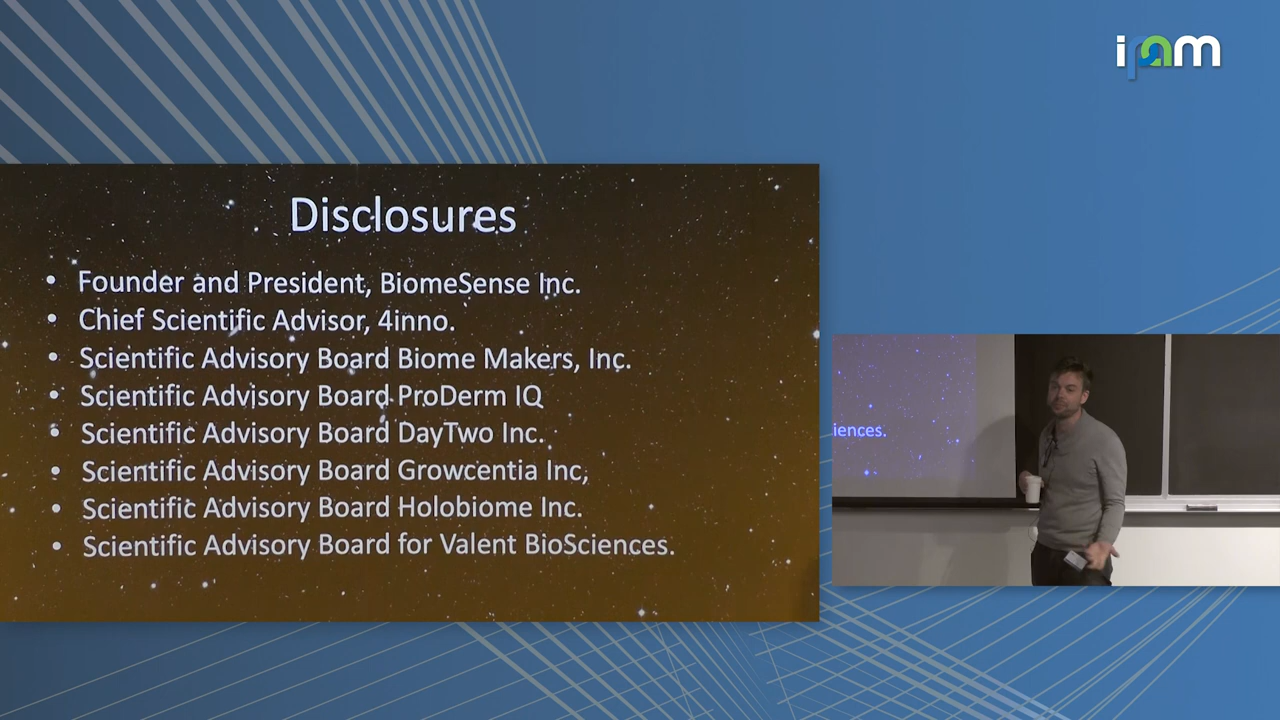 ipam
Disclosures
• Founder and President, BiomeSense Inc.
• Chief Scientific Advisor, 4inno.
• Scientific Advisory Board Biome Makers, Inc.
• Scientific Advisory Board ProDerm IQ
• Scientific Advisory Board DayTwo Inc.
• Scientific Advisory Board Growcentia Inc,
• Scientific Advisory Board Holobiome Inc.
• Scientific Advisory Board for Valent BioSciences.
iences.